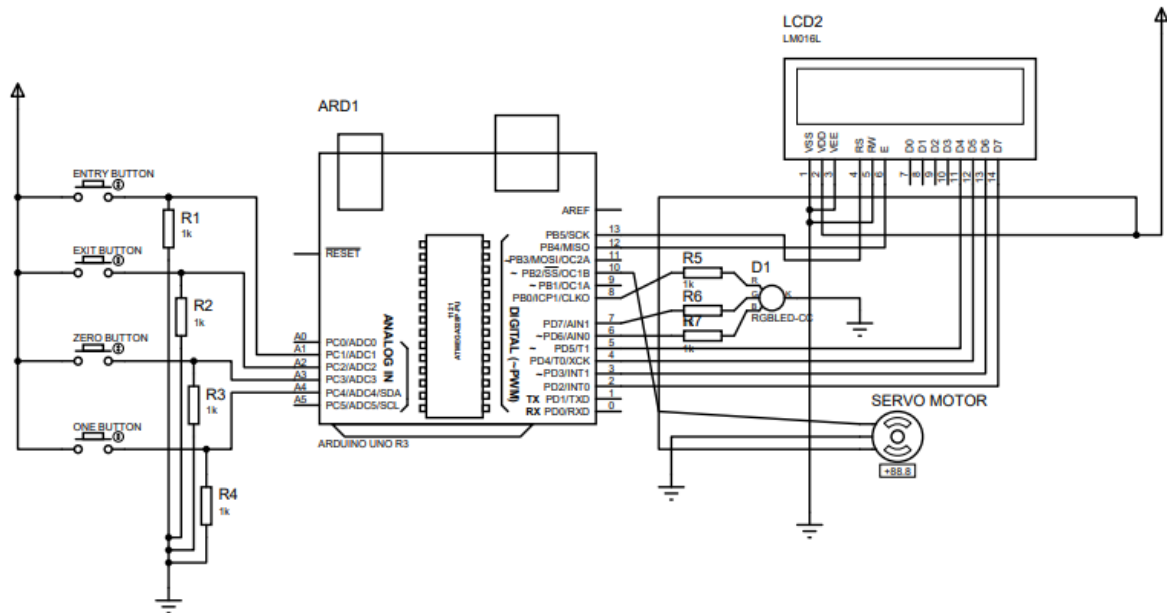 LCD2
LM016L
VSS
VDD
VEE
RS
RW
E
D0
D1
D2
D3
D4
D5
D6
D7
1
2
3
4
5
6
7
8
9
10
11
12
13
14
ARD1
ENTRY BUTTON
R1
1k
EXIT BUTTON
R2
1k
ZERO BUTTON
R3
1k
ONE BUTTON
R4
1k
RESET
A0
A1
A2
A3
A4
A5
PC0/ADC0
PC1/ADC1
PC2/ADC2
PC3/ADC3
PC4/ADC4/SDA
PC5/ADC5/SCL
ANALOG IN
1121
ATMEGA328P-PU
DIGITAL (~PWM)
AREF
PB5/SCK 13
PB4/MISO 12
~PB3/MOSI/OC2A 11
~ PB2/SS/OC1B 10
~ PB1/OC1A 9
PB0/ICP1/CLKO 8
PD7/AIN1 7
~PD6/AIN0 6
~ PD5/T1 5
PD4/T0/XCK 4
~PD3/INT1 3
PD2/INT0 2
TX PD1/TXD 1
RX PD0/RXD 0
ARDUINO UNO R3
R5
1k
R6
R7
1k
D1
R
G
B
K
RGBLED-CC
SERVO MOTOR
+88.8